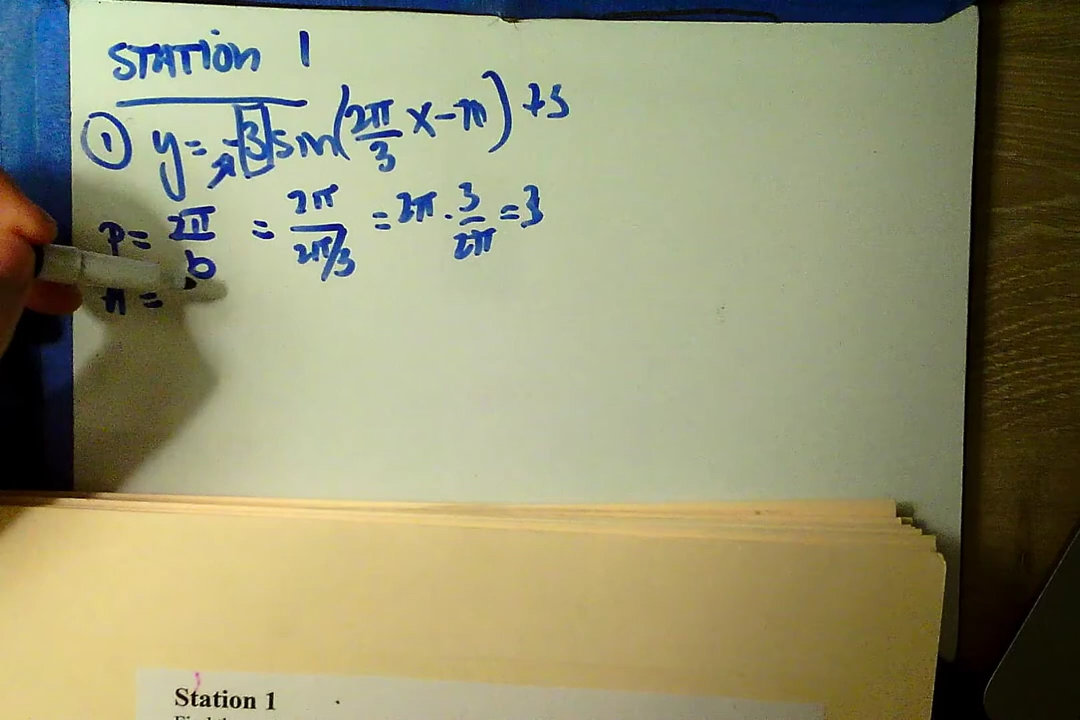 STATION 1
① y = -3 sin(2π/3 x - π) + 5
P = 2π/b = 2π/(2π/3) = 2π · 3/2π = 3
Station 1